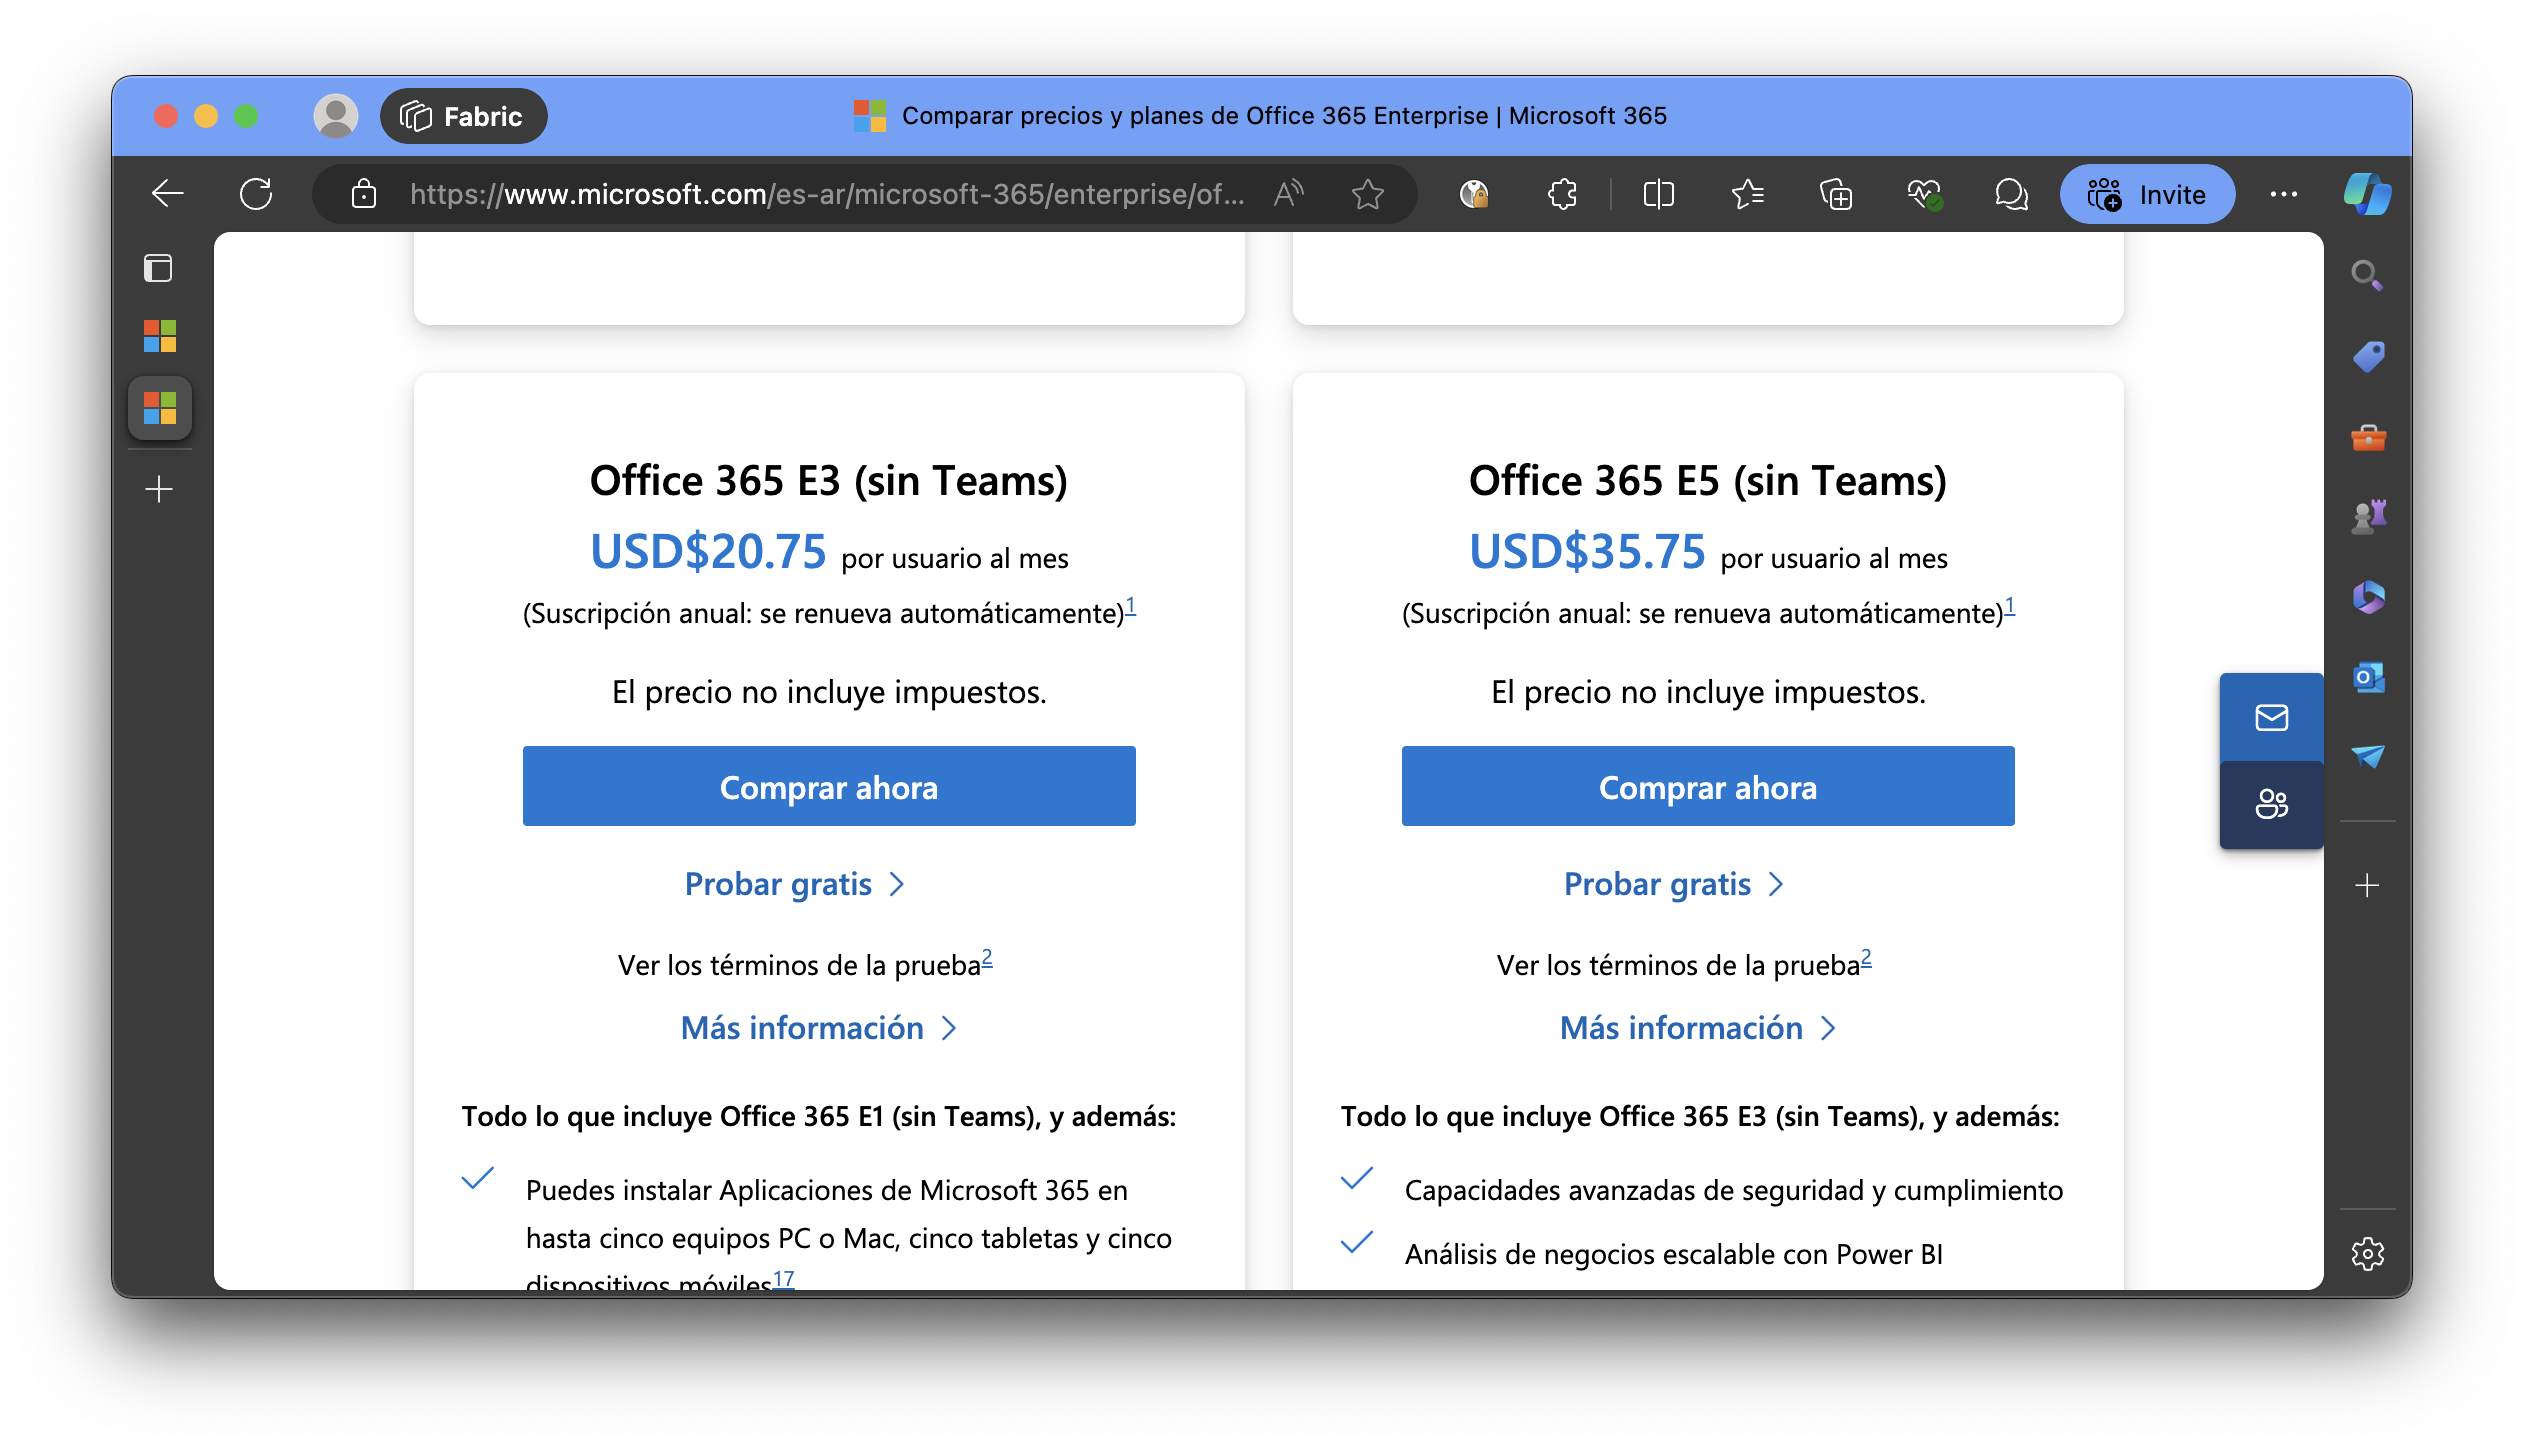 Fabric
Comparar precios y planes de Office 365 Enterprise | Microsoft 365
https://www.microsoft.com/es-ar/microsoft-365/enterprise/of...
Invite
Office 365 E3 (sin Teams)
USD$20.75 por usuario al mes
(Suscripción anual: se renueva automáticamente)1
El precio no incluye impuestos.
Comprar ahora
Probar gratis
Ver los términos de la prueba2
Más información
Todo lo que incluye Office 365 E1 (sin Teams), y además:
Puedes instalar Aplicaciones de Microsoft 365 en
hasta cinco equipos PC o Mac, cinco tabletas y cinco
dispositivos móviles17
Office 365 E5 (sin Teams)
USD$35.75 por usuario al mes
(Suscripción anual: se renueva automáticamente)1
El precio no incluye impuestos.
Comprar ahora
Probar gratis
Ver los términos de la prueba2
Más información
Todo lo que incluye Office 365 E3 (sin Teams), y además:
Capacidades avanzadas de seguridad y cumplimiento
Análisis de negocios escalable con Power BI